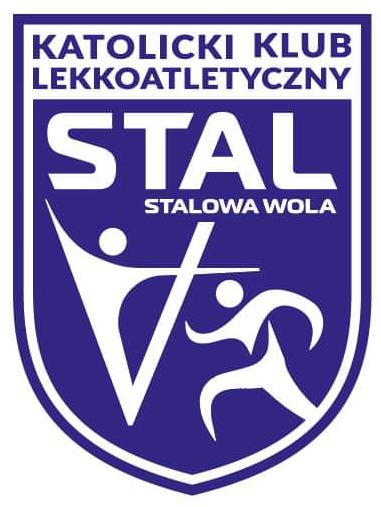 KATOLICKI KLUB
LEKKOATLETYCZNY
STAL
STALOWA WOLA